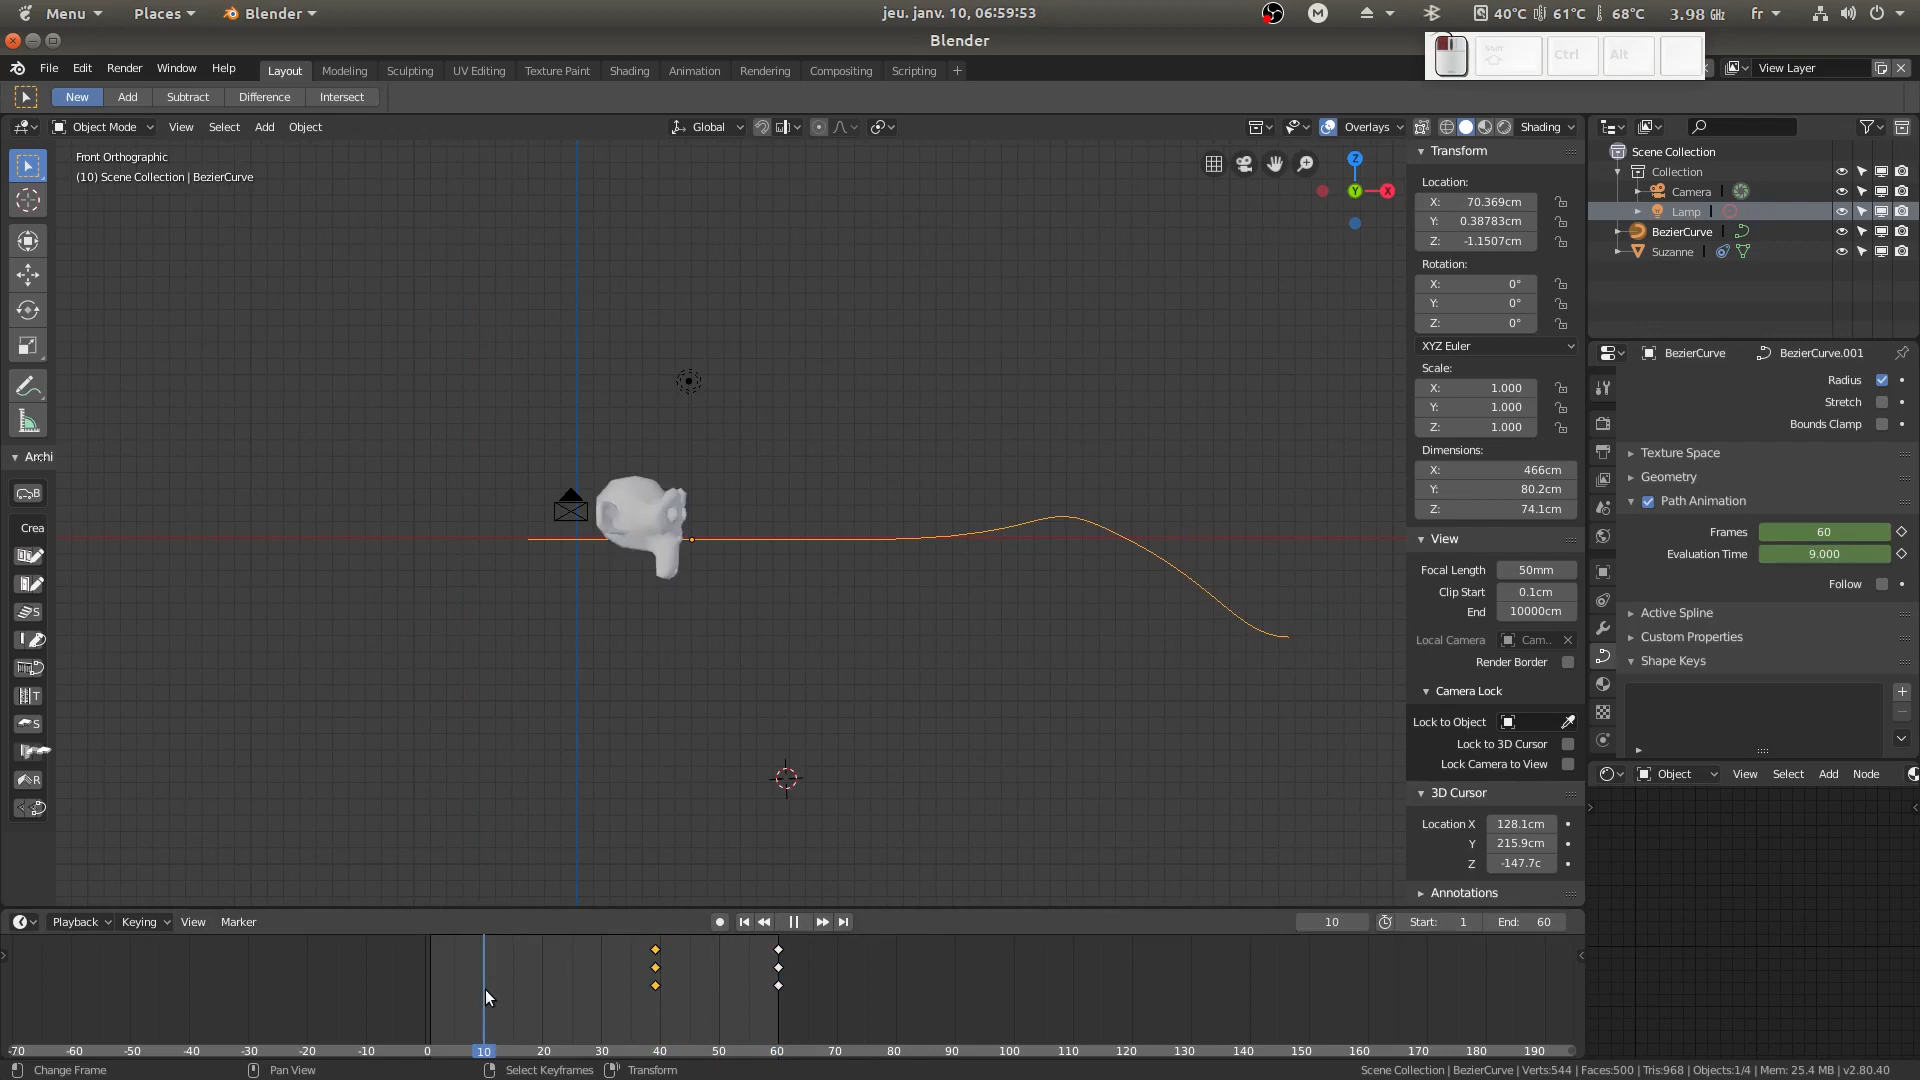 Menu Places Blender jeu. janv. 10, 06:59:53 M 40°C 61°C 68°C 3.98 GHz fr
Blender
File Edit Render Window Help Layout Modeling Sculpting UV Editing Texture Paint Shading Animation Rendering Compositing Scripting + Shift Ctrl Alt View Layer
New Add Subtract Difference Intersect
Object Mode View Select Add Object Global Overlays Shading
Front Orthographic
(10) Scene Collection | BezierCurve
Z
Y
X
Transform
Location:
X: 70.369cm
Y: 0.38783cm
Z: -1.1507cm
Rotation:
X: 0°
Y: 0°
Z: 0°
XYZ Euler
Scale:
X: 1.000
Y: 1.000
Z: 1.000
Dimensions:
X: 466cm
Y: 80.2cm
Z: 74.1cm
View
Focal Length 50mm
Clip Start 0.1cm
End 10000cm
Local Camera Cam..
Render Border
Camera Lock
Lock to Object
Lock to 3D Cursor
Lock Camera to View
3D Cursor
Location X 128.1cm
Y 215.9cm
Z -147.7c
Annotations
Scene Collection
Collection
Camera
Lamp
BezierCurve
Suzanne
BezierCurve BezierCurve.001
Radius
Stretch
Bounds Clamp
Texture Space
Geometry
Path Animation
Frames 60
Evaluation Time 9.000
Follow
Active Spline
Custom Properties
Shape Keys
Object View Select Add Node
Archi
B
Crea
S
T
S
R
Playback Keying View Marker 10 Start: 1 End: 60
-70 -60 -50 -40 -30 -20 -10 0 10 20 30 40 50 60 70 80 90 100 110 120 130 140 150 160 170 180 190
Change Frame Pan View Select Keyframes Transform Scene Collection | BezierCurve | Verts:544 | Faces:500 | Tris:968 | Objects:1/4 | Mem: 25.4 MB | v2.80.40